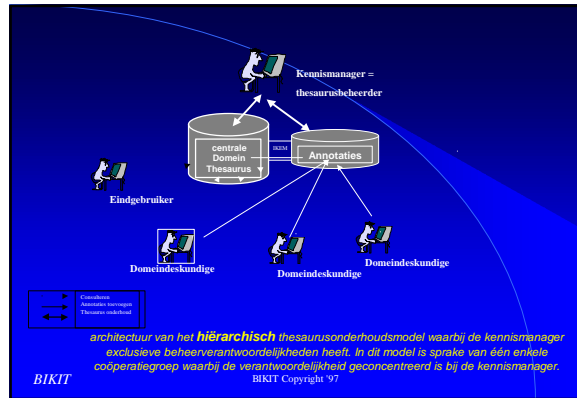 Kennismanager =
thesaurusbeheerder
centrale
Domein
Thesaurus
IKEM
Annotaties
Eindgebruiker
Domeindeskundige
Domeindeskundige
Domeindeskundige
Consulteren
Annotaties toevoegen
Thesaurus onderhoud
architectuur van het hiërarchisch thesaurusonderhoudsmodel waarbij de kennismanager
exclusieve beheerverantwoordelijkheden heeft. In dit model is sprake van één enkele
coöperatiegroep waarbij de verantwoordelijkheid geconcentreerd is bij de kennismanager.
BIKIT
BIKIT Copyright '97